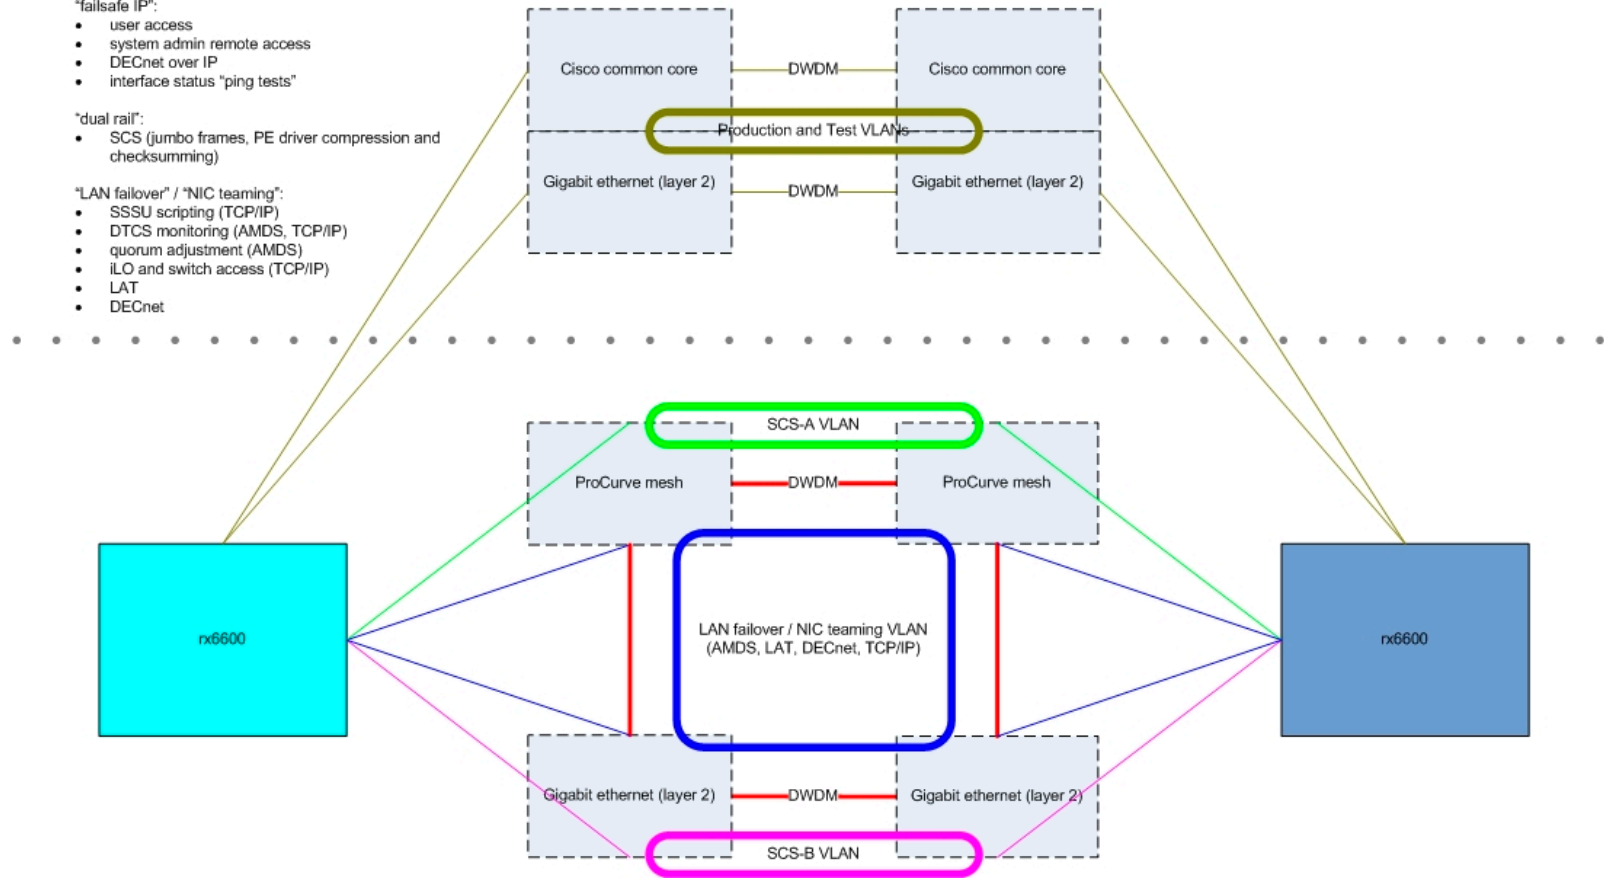 “failsafe IP”:
• user access
• system admin remote access
• DECnet over IP
• interface status “ping tests”
“dual rail”:
• SCS (jumbo frames, PE driver compression and
checksumming)
“LAN failover” / “NIC teaming”:
• SSSU scripting (TCP/IP)
• DTCS monitoring (AMDS, TCP/IP)
• quorum adjustment (AMDS)
• iLO and switch access (TCP/IP)
• LAT
• DECnet
Cisco common core
DWDM
Cisco common core
Production and Test VLANs
Gigabit ethernet (layer 2)
DWDM
Gigabit ethernet (layer 2)
SCS-A VLAN
ProCurve mesh
DWDM
ProCurve mesh
rx6600
LAN failover / NIC teaming VLAN
(AMDS, LAT, DECnet, TCP/IP)
rx6600
Gigabit ethernet (layer 2)
DWDM
Gigabit ethernet (layer 2)
SCS-B VLAN